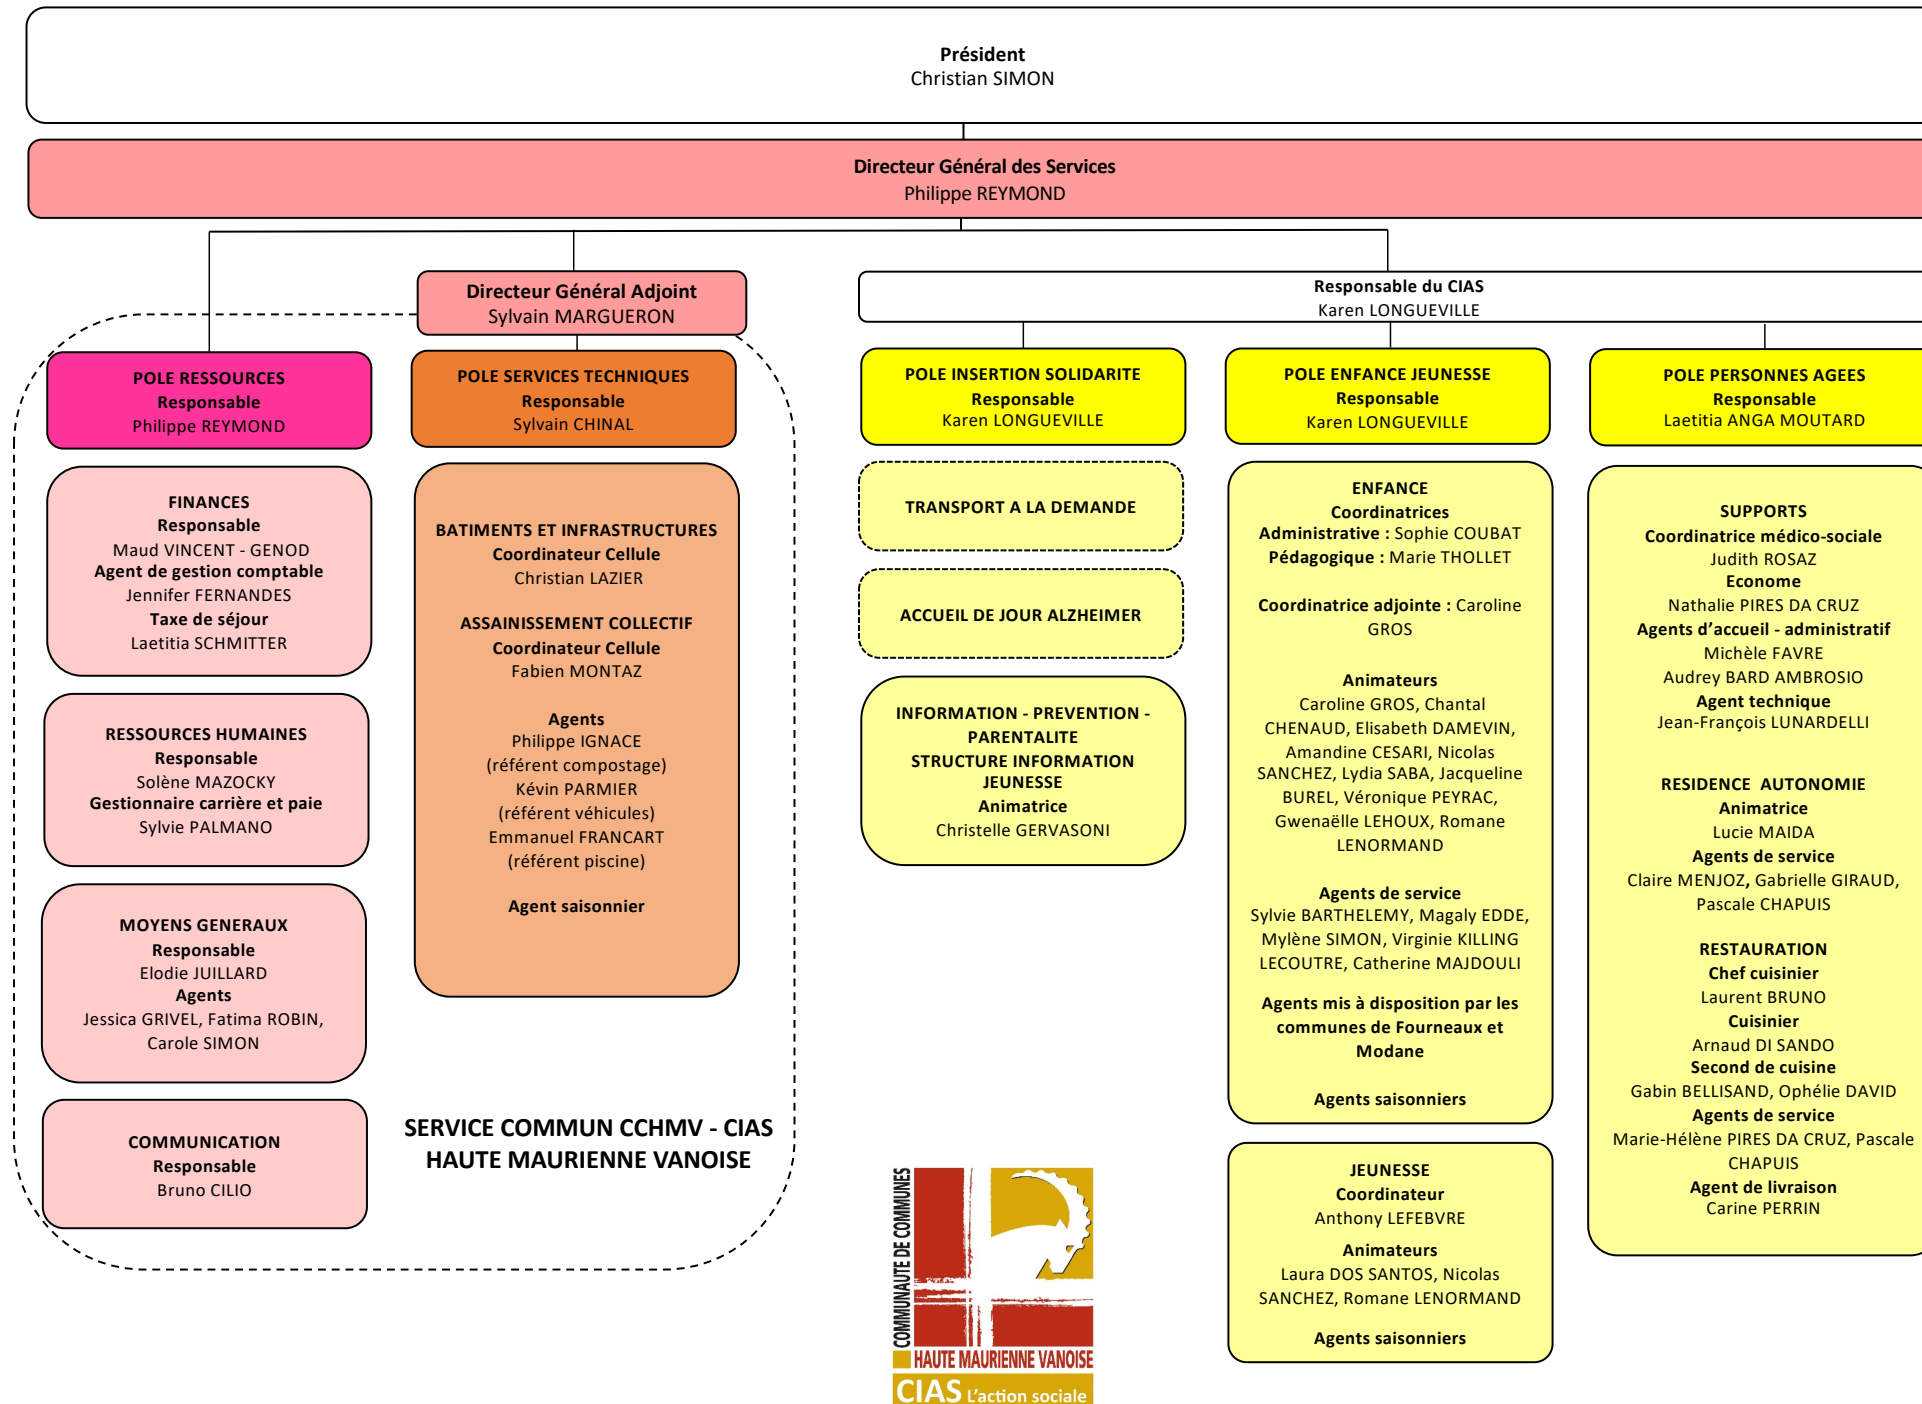 Président
Christian SIMON
Directeur Général des Services
Philippe REYMOND
Directeur Général Adjoint
Sylvain MARGUERON
Responsable du CIAS
Karen LONGUEVILLE
POLE RESSOURCES
Responsable
Philippe REYMOND
FINANCES
Responsable
Maud VINCENT - GENOD
Agent de gestion comptable
Jennifer FERNANDES
Taxe de séjour
Laetitia SCHMITTER
RESSOURCES HUMAINES
Responsable
Solène MAZOCKY
Gestionnaire carrière et paie
Sylvie PALMANO
MOYENS GENERAUX
Responsable
Elodie JUILLARD
Agents
Jessica GRIVEL, Fatima ROBIN,
Carole SIMON
COMMUNICATION
Responsable
Bruno CILIO
POLE SERVICES TECHNIQUES
Responsable
Sylvain CHINAL
BATIMENTS ET INFRASTRUCTURES
Coordinateur Cellule
Christian LAZIER
ASSAINISSEMENT COLLECTIF
Coordinateur Cellule
Fabien MONTAZ
Agents
Philippe IGNACE
(référent compostage)
Kévin PARMIER
(référent véhicules)
Emmanuel FRANCART
(référent piscine)
Agent saisonnier
SERVICE COMMUN CCHMV - CIAS
HAUTE MAURIENNE VANOISE
POLE INSERTION SOLIDARITE
Responsable
Karen LONGUEVILLE
TRANSPORT A LA DEMANDE
ACCUEIL DE JOUR ALZHEIMER
INFORMATION - PREVENTION -
PARENTALITE
STRUCTURE INFORMATION
JEUNESSE
Animatrice
Christelle GERVASONI
POLE ENFANCE JEUNESSE
Responsable
Karen LONGUEVILLE
ENFANCE
Coordinatrices
Administrative : Sophie COUBAT
Pédagogique : Marie THOLLET
Coordinatrice adjointe : Caroline
GROS
Animateurs
Caroline GROS, Chantal
CHENAUD, Elisabeth DAMEVIN,
Amandine CESARI, Nicolas
SANCHEZ, Lydia SABA, Jacqueline
BUREL, Véronique PEYRAC,
Gwenaëlle LEHOUX, Romane
LENORMAND
Agents de service
Sylvie BARTHELEMY, Magaly EDDE,
Mylène SIMON, Virginie KILLING
LECOUTRE, Catherine MAJDOULI
Agents mis à disposition par les
communes de Fourneaux et
Modane
Agents saisonniers
JEUNESSE
Coordinateur
Anthony LEFEBVRE
Animateurs
Laura DOS SANTOS, Nicolas
SANCHEZ, Romane LENORMAND
Agents saisonniers
POLE PERSONNES AGEES
Responsable
Laetitia ANGA MOUTARD
SUPPORTS
Coordinatrice médico-sociale
Judith ROSAZ
Econome
Nathalie PIRES DA CRUZ
Agents d’accueil - administratif
Michèle FAVRE
Audrey BARD AMBROSIO
Agent technique
Jean-François LUNARDELLI
RESIDENCE AUTONOMIE
Animatrice
Lucie MAIDA
Agents de service
Claire MENJOZ, Gabrielle GIRAUD,
Pascale CHAPUIS
RESTAURATION
Chef cuisinier
Laurent BRUNO
Cuisinier
Arnaud DI SANDO
Second de cuisine
Gabin BELLISAND, Ophélie DAVID
Agents de service
Marie-Hélène PIRES DA CRUZ, Pascale
CHAPUIS
Agent de livraison
Carine PERRIN
COMMUNAUTE DE COMMUNES
HAUTE MAURIENNE VANOISE
CIAS L'action sociale